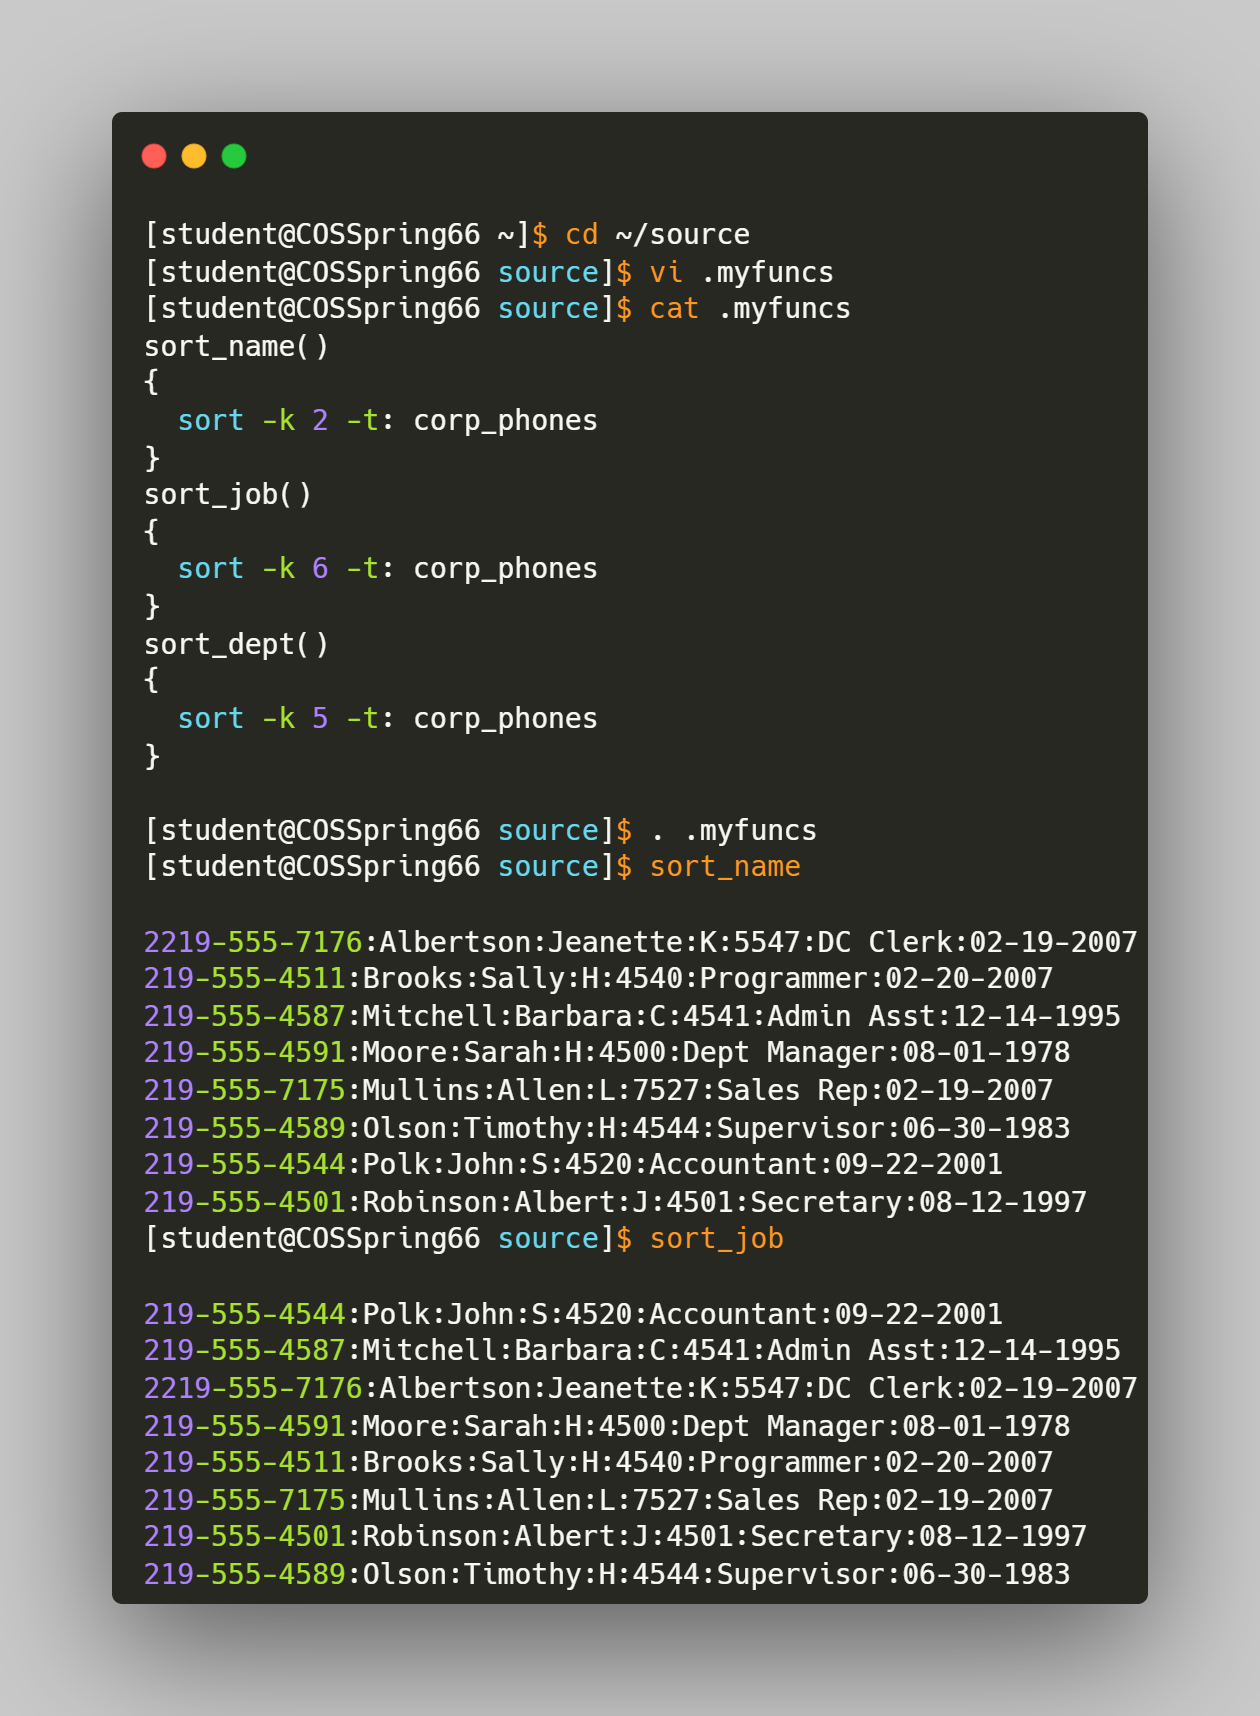 [student@COSSpring66 ~]$ cd ~/source
[student@COSSpring66 source]$ vi .myfuncs
[student@COSSpring66 source]$ cat .myfuncs
sort_name()
{
  sort -k 2 -t: corp_phones
}
sort_job()
{
  sort -k 6 -t: corp_phones
}
sort_dept()
{
  sort -k 5 -t: corp_phones
}
[student@COSSpring66 source]$ . .myfuncs
[student@COSSpring66 source]$ sort_name
2219-555-7176:Albertson:Jeanette:K:5547:DC Clerk:02-19-2007
219-555-4511:Brooks:Sally:H:4540:Programmer:02-20-2007
219-555-4587:Mitchell:Barbara:C:4541:Admin Asst:12-14-1995
219-555-4591:Moore:Sarah:H:4500:Dept Manager:08-01-1978
219-555-7175:Mullins:Allen:L:7527:Sales Rep:02-19-2007
219-555-4589:Olson:Timothy:H:4544:Supervisor:06-30-1983
219-555-4544:Polk:John:S:4520:Accountant:09-22-2001
219-555-4501:Robinson:Albert:J:4501:Secretary:08-12-1997
[student@COSSpring66 source]$ sort_job
219-555-4544:Polk:John:S:4520:Accountant:09-22-2001
219-555-4587:Mitchell:Barbara:C:4541:Admin Asst:12-14-1995
2219-555-7176:Albertson:Jeanette:K:5547:DC Clerk:02-19-2007
219-555-4591:Moore:Sarah:H:4500:Dept Manager:08-01-1978
219-555-4511:Brooks:Sally:H:4540:Programmer:02-20-2007
219-555-7175:Mullins:Allen:L:7527:Sales Rep:02-19-2007
219-555-4501:Robinson:Albert:J:4501:Secretary:08-12-1997
219-555-4589:Olson:Timothy:H:4544:Supervisor:06-30-1983